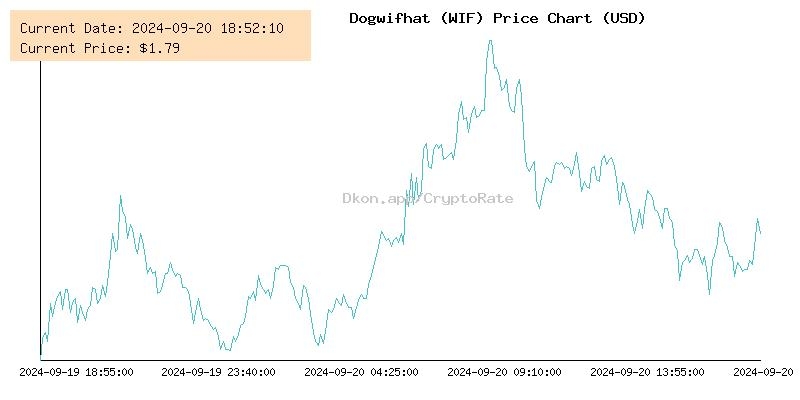 Dogwifhat (WIF) Price Chart (USD)
Current Date: 2024-09-20 18:52:10
Current Price: $1.79
Dkon.app/CryptoRate
2024-09-19 18:55:00 2024-09-19 23:40:00 2024-09-20 04:25:00 2024-09-20 09:10:00 2024-09-20 13:55:00 2024-09-20